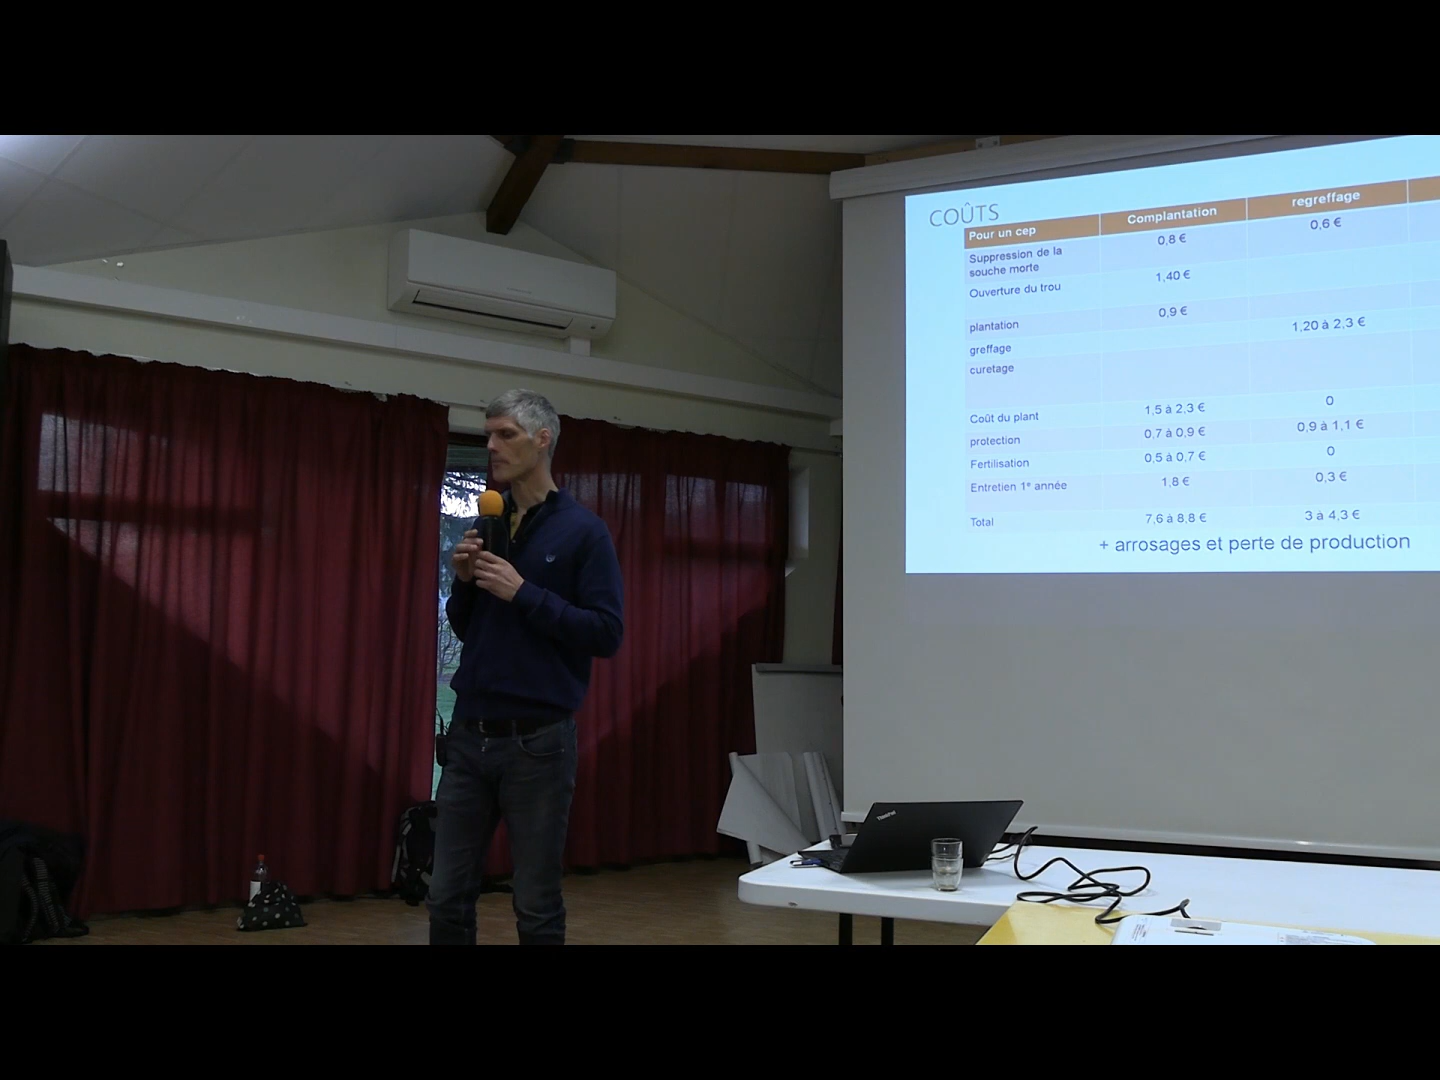 COÛTS
Pour un cep Complantation regreffage
Suppression de la souche morte 0,8 € 0,6 €
Ouverture du trou 1,40 €
plantation 0,9 €
greffage 1,20 à 2,3 €
curetage
Coût du plant 1,5 à 2,3 € 0
protection 0,7 à 0,9 € 0,9 à 1,1 €
Fertilisation 0,5 à 0,7 € 0
Entretien 1e année 1,8 € 0,3 €
Total 7,6 à 8,8 € 3 à 4,3 €
+ arrosages et perte de production
ThinkPad